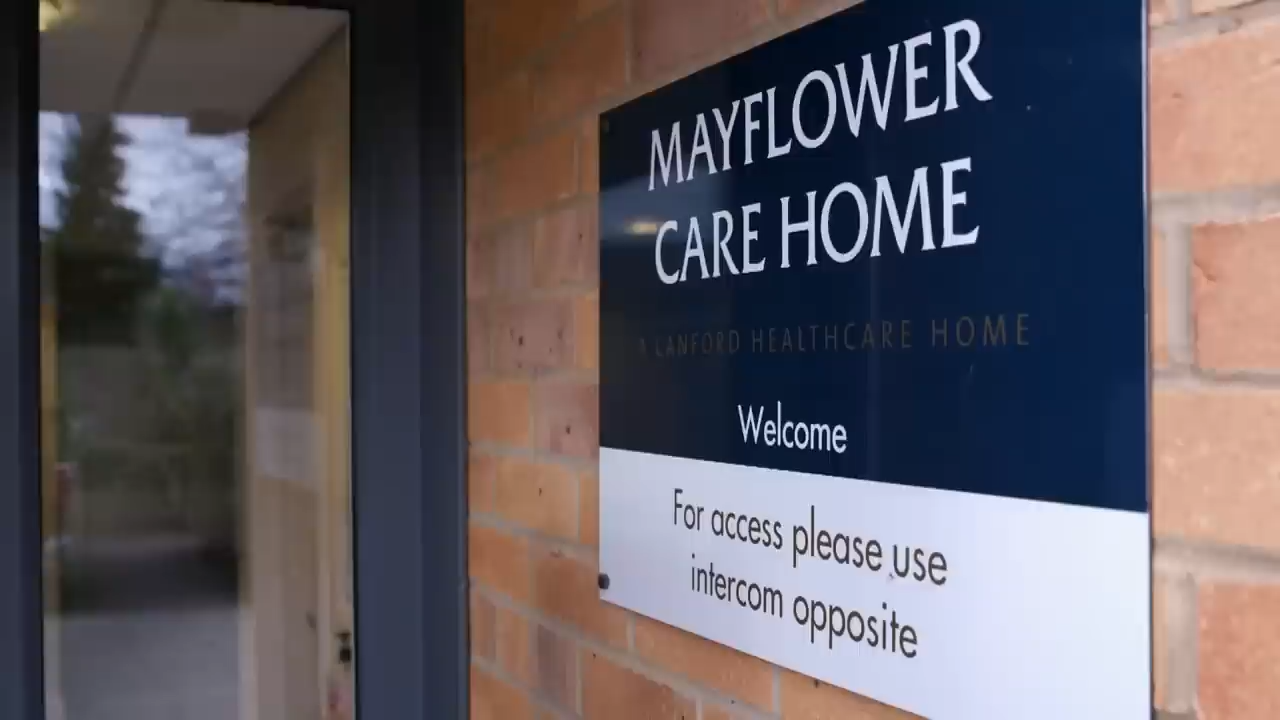 MAYFLOWER
CARE HOME
A CANFORD HEALTHCARE HOME
Welcome
For access please use
intercom opposite